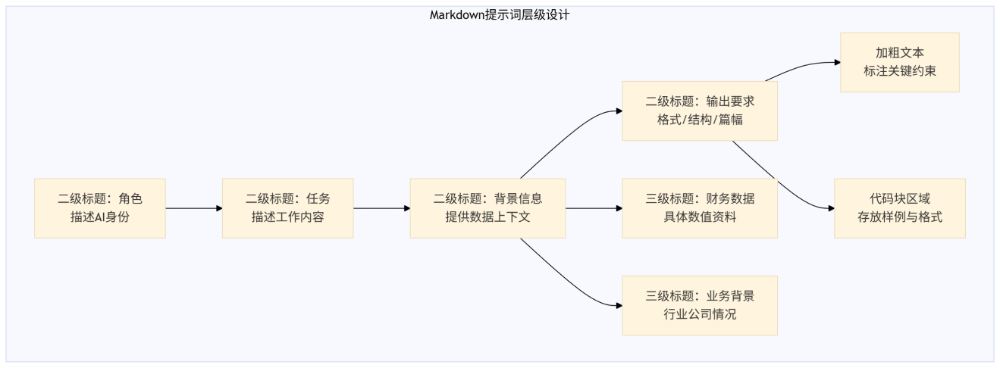 Markdown提示词层级设计
二级标题：角色
描述AI身份
二级标题：任务
描述工作内容
二级标题：背景信息
提供数据上下文
二级标题：输出要求
格式/结构/篇幅
三级标题：财务数据
具体数值资料
三级标题：业务背景
行业公司情况
加粗文本
标注关键约束
代码块区域
存放样例与格式